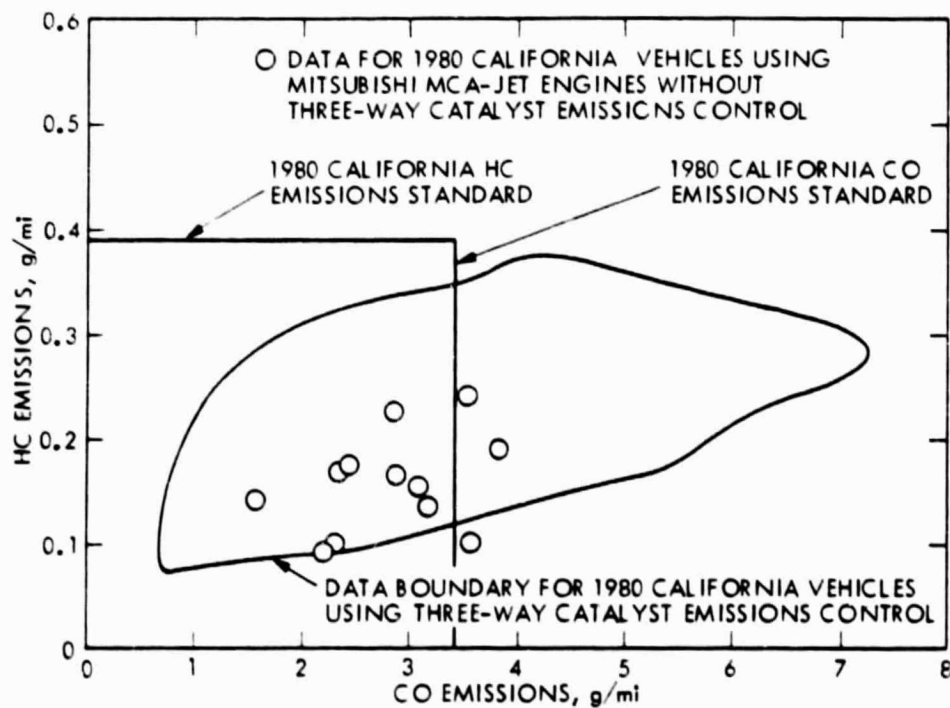 0.6
0.5
0.4
0.3
0.2
0.1
0
HC EMISSIONS, g/mi
DATA FOR 1980 CALIFORNIA VEHICLES USING
MITSUBISHI MCA-JET ENGINES WITHOUT
THREE-WAY CATALYST EMISSICNS CONTROL
1980 CALIFORNIA HC
EMISSIONS STANDARD
1980 CALIFORNIA CO
EMISSIONS STANDARD
DATA BOUNDARY FOR 1980 CALIFORNIA VEHICLES
USING THREE-WAY CATALYST EMISSIONS CONTROL
0 1 2 3 4 5 6 7 8
CO EMISSIONS, g/mi